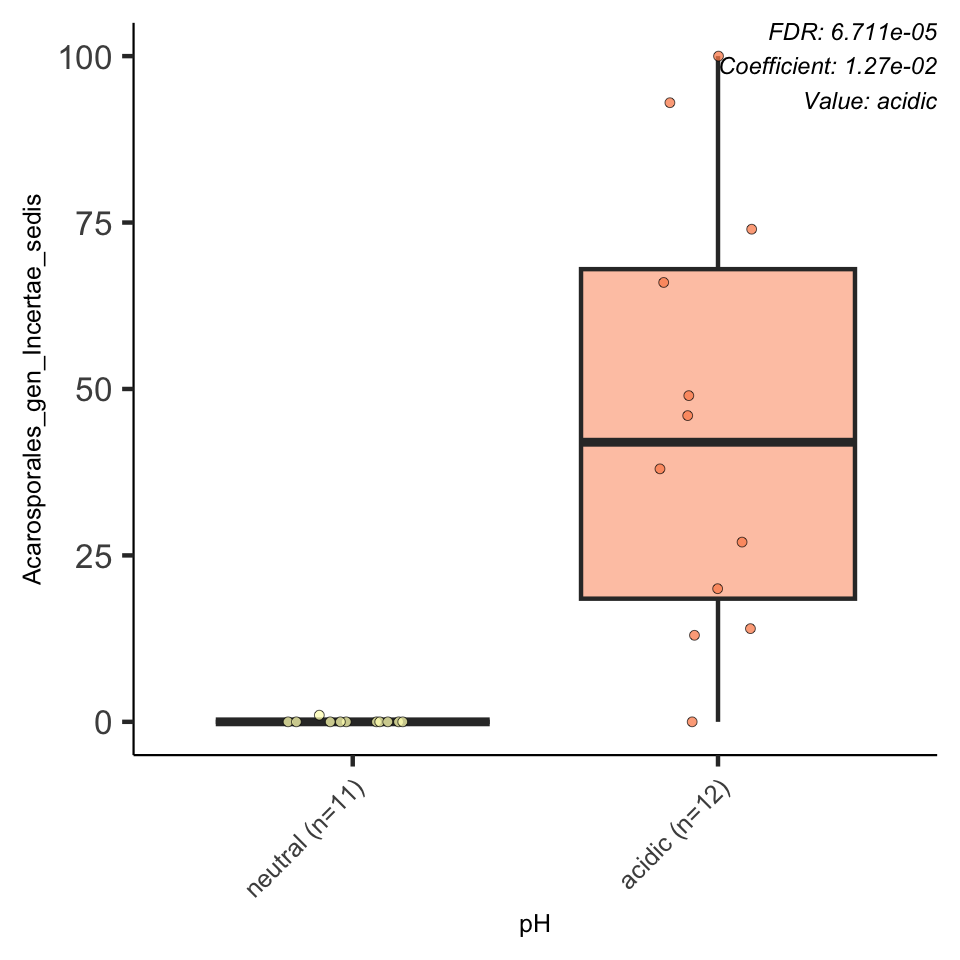 FDR: 6.711e-05
Coefficient: 1.27e-02
Value: acidic
Acarosporales_gen_Incertae_sedis
100
75
50
25
0
neutral (n=11)
acidic (n=12)
pH